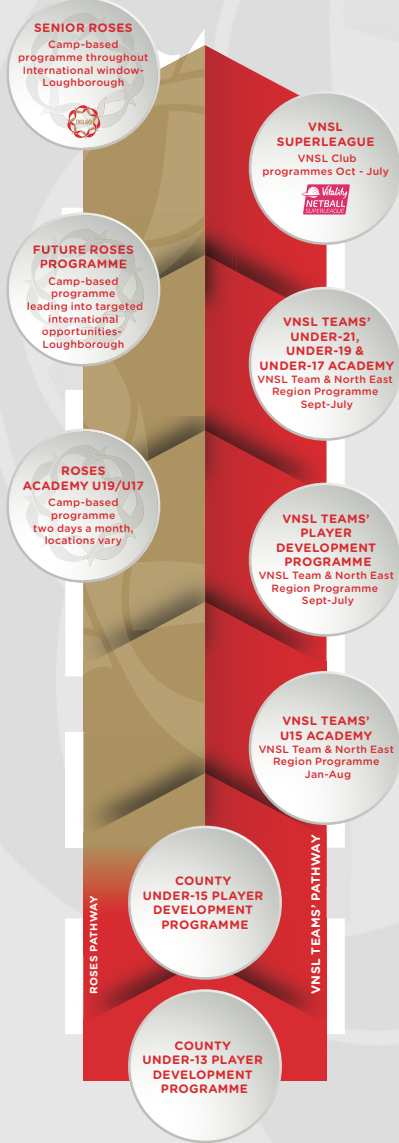 SENIOR ROSES
Camp-based
programme throughout
International window-
Loughborough
ENGLAND
VNSL
SUPERLEAGUE
VNSL Club
programmes Oct - July
Vitality
NETBALL
SUPERLEAGUE
FUTURE ROSES
PROGRAMME
Camp-based
programme
leading into targeted
international
opportunities-
Loughborough
VNSL TEAMS’
UNDER-21,
UNDER-19 &
UNDER-17 ACADEMY
VNSL Team & North East
Region Programme
Sept-July
ROSES
ACADEMY U19/U17
Camp-based
programme
two days a month,
locations vary
VNSL TEAMS’
PLAYER
DEVELOPMENT
PROGRAMME
VNSL Team & North East
Region Programme
Sept-July
VNSL TEAMS’
U15 ACADEMY
VNSL Team & North East
Region Programme
Jan-Aug
ROSES PATHWAY
VNSL TEAMS’ PATHWAY
COUNTY
UNDER-15 PLAYER
DEVELOPMENT
PROGRAMME
COUNTY
UNDER-13 PLAYER
DEVELOPMENT
PROGRAMME